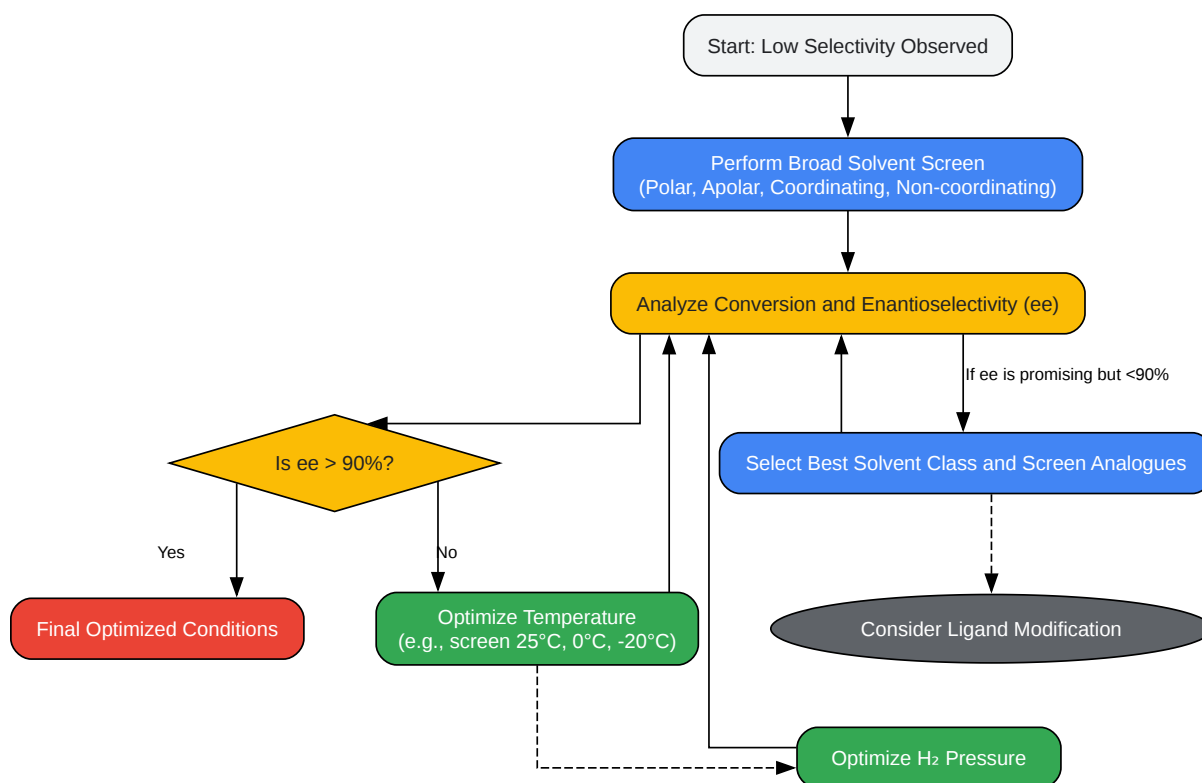 Start: Low Selectivity Observed
Perform Broad Solvent Screen
(Polar, Apolar, Coordinating, Non-coordinating)
Analyze Conversion and Enantioselectivity (ee)
If ee is promising but <90%
Is ee > 90%?
Select Best Solvent Class and Screen Analogues
Yes
No
Final Optimized Conditions
Optimize Temperature
(e.g., screen 25°C, 0°C, -20°C)
Consider Ligand Modification
Optimize H₂ Pressure